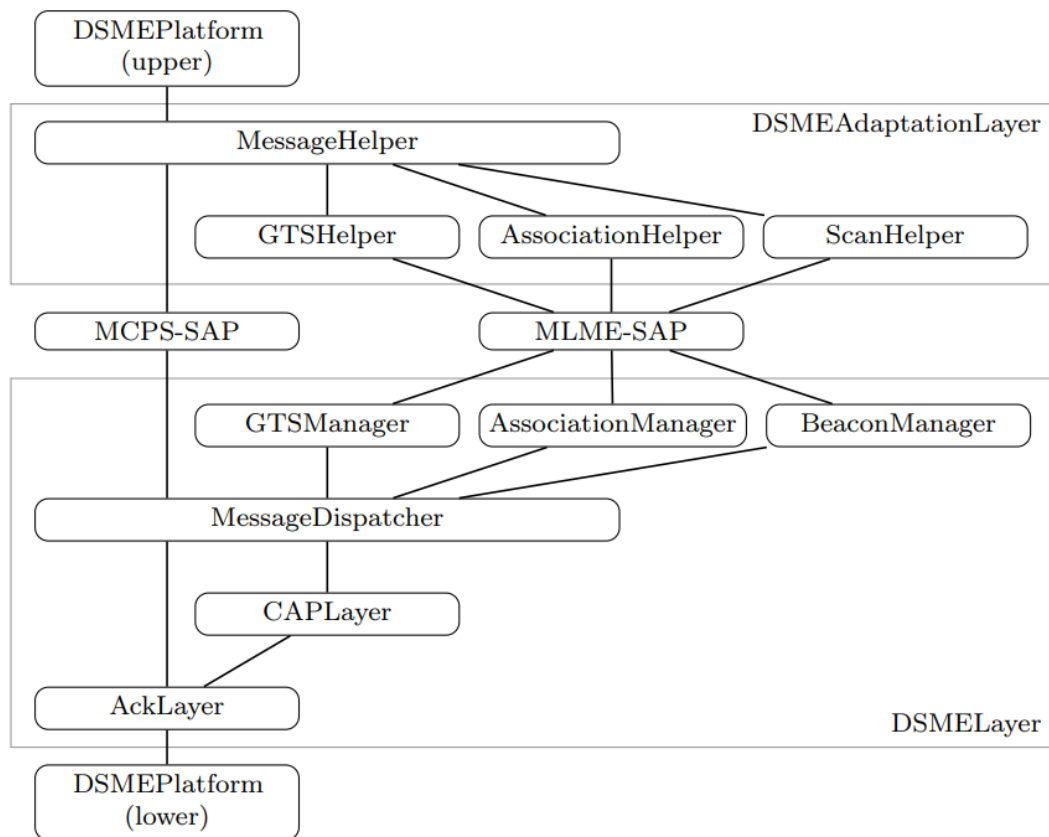 DSMEPlatform
(upper)
DSMEAdaptationLayer
MessageHelper
GTSHelper
AssociationHelper
ScanHelper
MCPS-SAP
MLME-SAP
GTSManager
AssociationManager
BeaconManager
MessageDispatcher
CAPLayer
AckLayer
DSMELayer
DSMEPlatform
(lower)